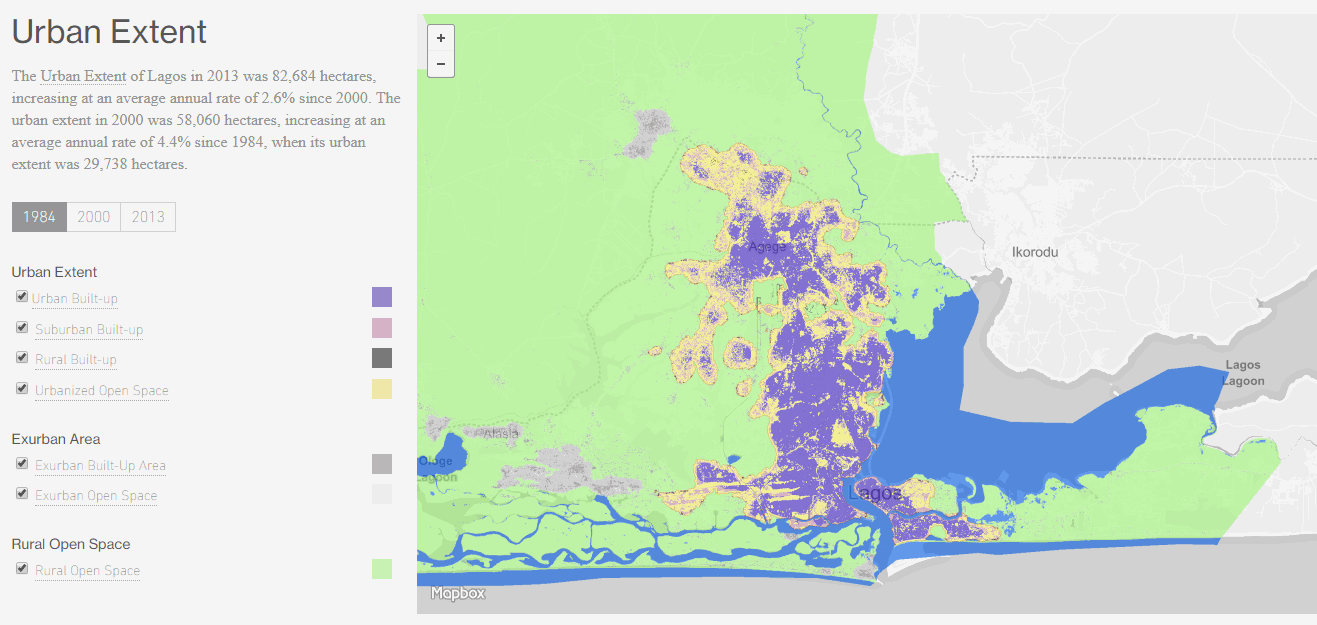 Urban Extent
The Urban Extent of Lagos in 2013 was 82,684 hectares,
increasing at an average annual rate of 2.6% since 2000. The
urban extent in 2000 was 58,060 hectares, increasing at an
average annual rate of 4.4% since 1984, when its urban
extent was 29,738 hectares.
1984 2000 2013
Urban Extent
Urban Built-up
Suburban Built-up
Rural Built-up
Urbanized Open Space
Exurban Area
Exurban Built-Up Area
Exurban Open Space
Rural Open Space
Rural Open Space
+
−
Agege
Ikorodu
Lagos
Lagoon
Alasia
Ologe
Lagoon
Lagos
Mapbox